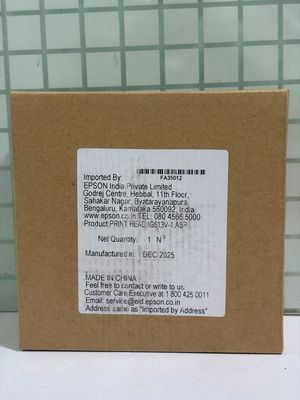 Imported By:
FA35012
EPSON India Private Limited
Godrej Centre, Hebbal, 11th Floor,
Sahakar Nagar, Byatarayanapura,
Bengaluru, Karnataka 560092, India
www.epson.co.in TEL: 080 4566 5000
Product:PRINT HEAD,IG513V-1,ASP
Net Quantity: 1 N
Manufactured in: DEC 2025
MADE IN CHINA
Feel free to contact or write to us:
Customer Care Executive at 1 800 425 0011
Email: service@eid.epson.co.in
Address same as "Imported by Address"